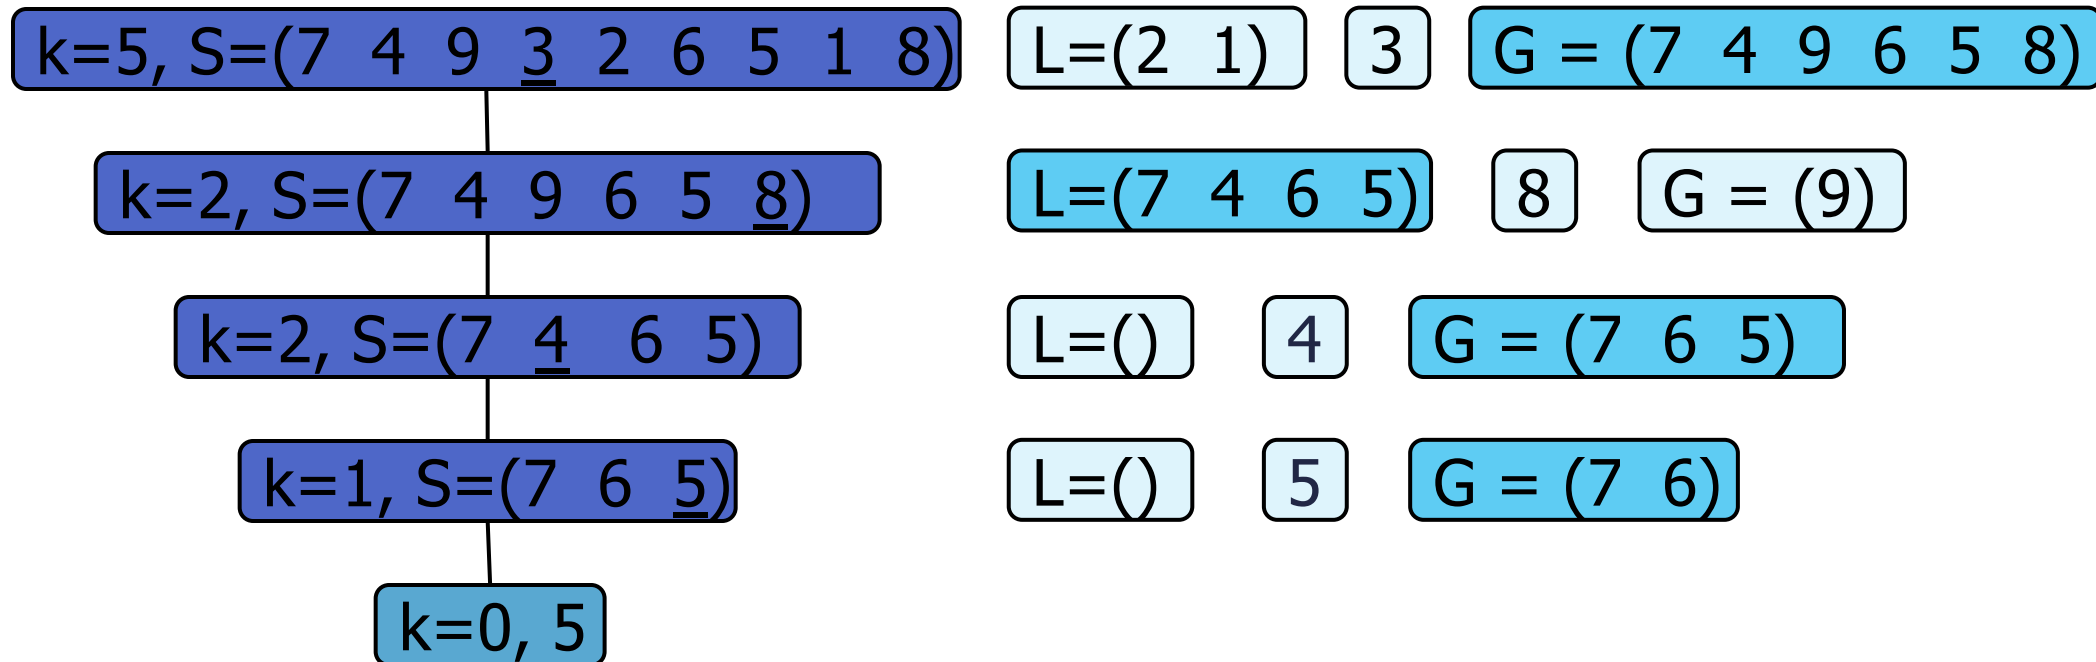 k=5, S=(7 4 9 3 2 6 5 1 8) L=(2 1) 3 G = (7 4 9 6 5 8)
k=2, S=(7 4 9 6 5 8) L=(7 4 6 5) 8 G = (9)
k=2, S=(7 4 6 5) L=() 4 G = (7 6 5)
k=1, S=(7 6 5) L=() 5 G = (7 6)
k=0, 5